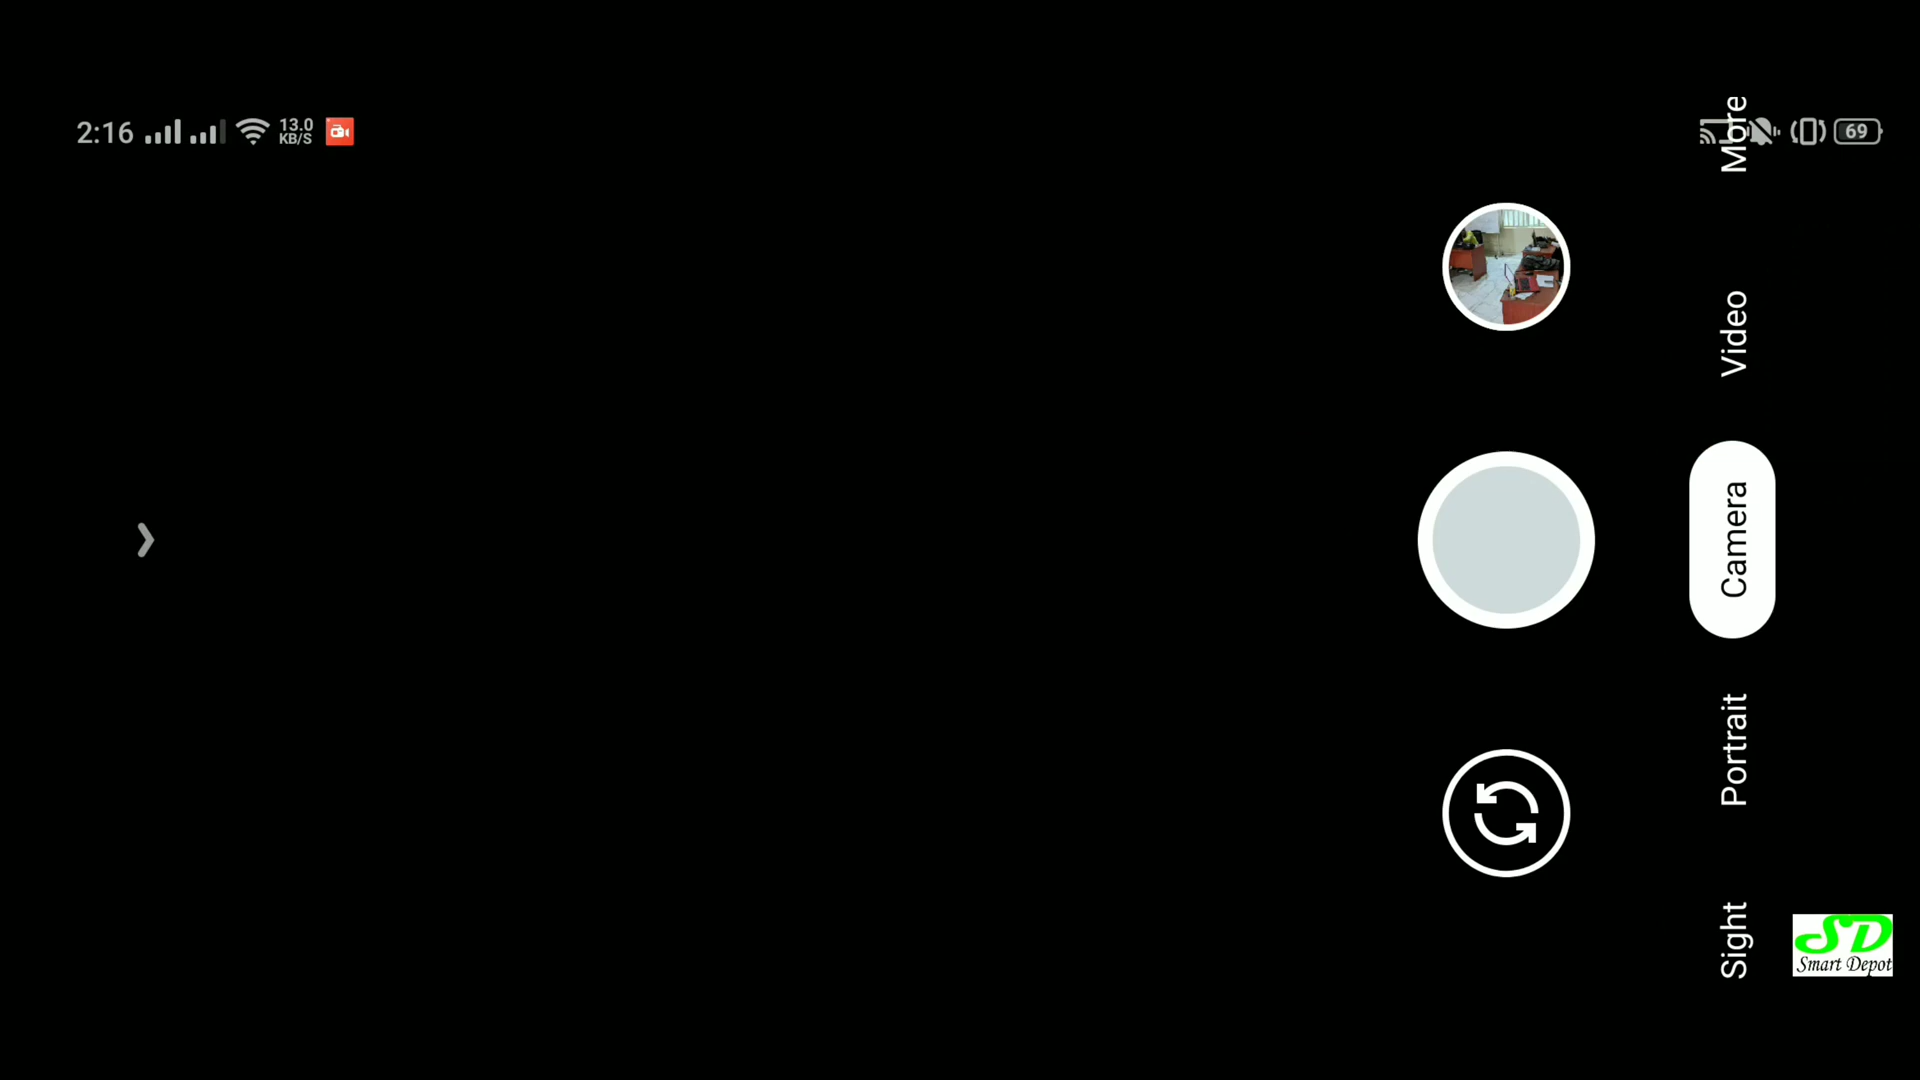 2:16
13.0
KB/S
69
More
Video
Camera
Portrait
Sight
SD
Smart Depot